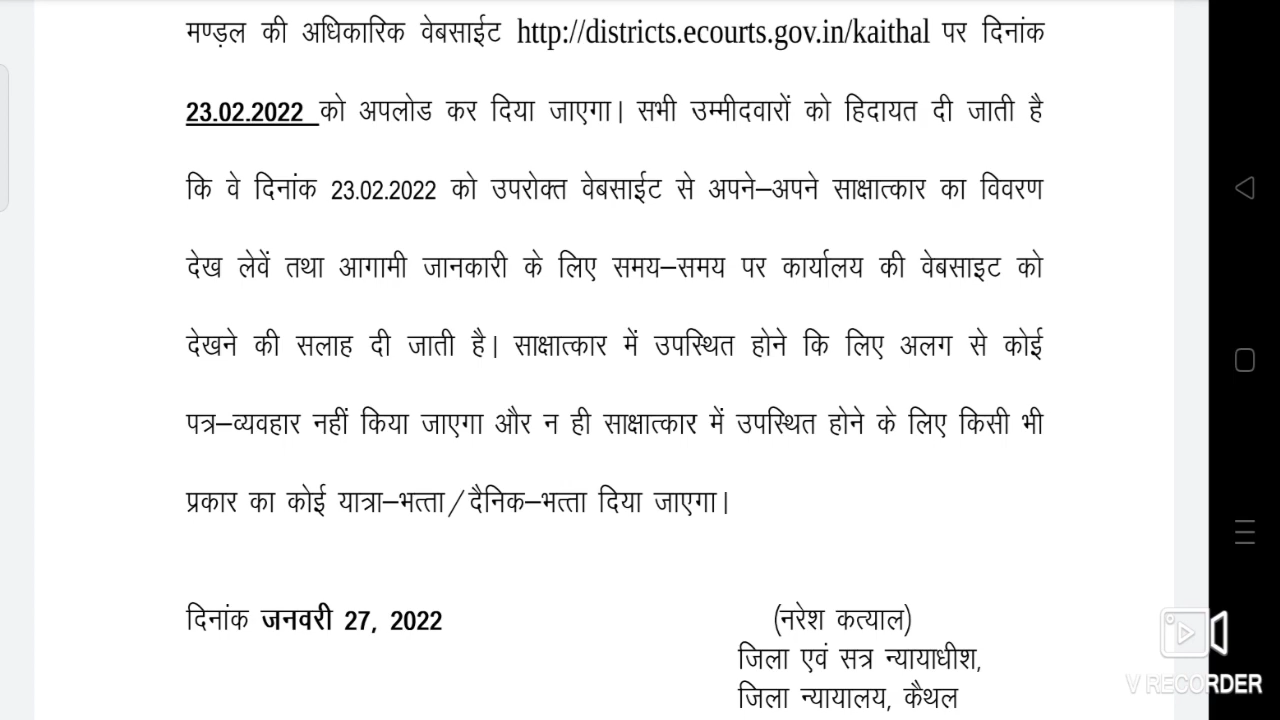 मण्ड़ल की अधिकारिक वेबसाईट http://districts.ecourts.gov.in/kaithal पर दिनांक
23.02.2022 को अपलोड कर दिया जाएगा। सभी उम्मीदवारों को हिदायत दी जाती है
कि वे दिनांक 23.02.2022 को उपरोक्त वेबसाईट से अपने–अपने साक्षात्कार का विवरण
देख लेवें तथा आगामी जानकारी के लिए समय–समय पर कार्यालय की वेबसाइट को
देखने की सलाह दी जाती है। साक्षात्कार में उपस्थित होने कि लिए अलग से कोई
पत्र–व्यवहार नहीं किया जाएगा और न ही साक्षात्कार में उपस्थित होने के लिए किसी भी
प्रकार का कोई यात्रा–भत्ता/दैनिक–भत्ता दिया जाएगा।
दिनांक जनवरी 27, 2022
(नरेश कत्याल)
जिला एवं सत्र न्यायाधीश,
जिला न्यायालय, कैथल
V RECORDER